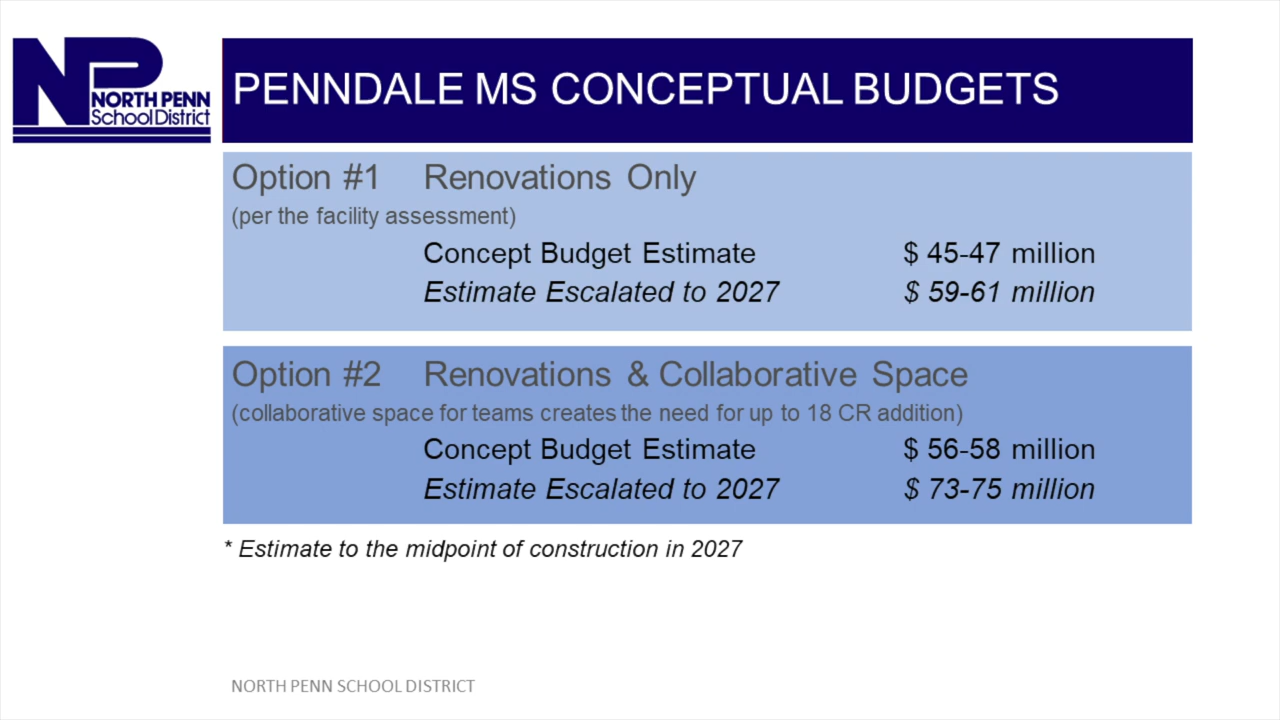 NP
NORTH PENN
School District
PENNDALE MS CONCEPTUAL BUDGETS
Option #1 Renovations Only
(per the facility assessment)
Concept Budget Estimate $ 45-47 million
Estimate Escalated to 2027 $ 59-61 million
Option #2 Renovations & Collaborative Space
(collaborative space for teams creates the need for up to 18 CR addition)
Concept Budget Estimate $ 56-58 million
Estimate Escalated to 2027 $ 73-75 million
* Estimate to the midpoint of construction in 2027
NORTH PENN SCHOOL DISTRICT